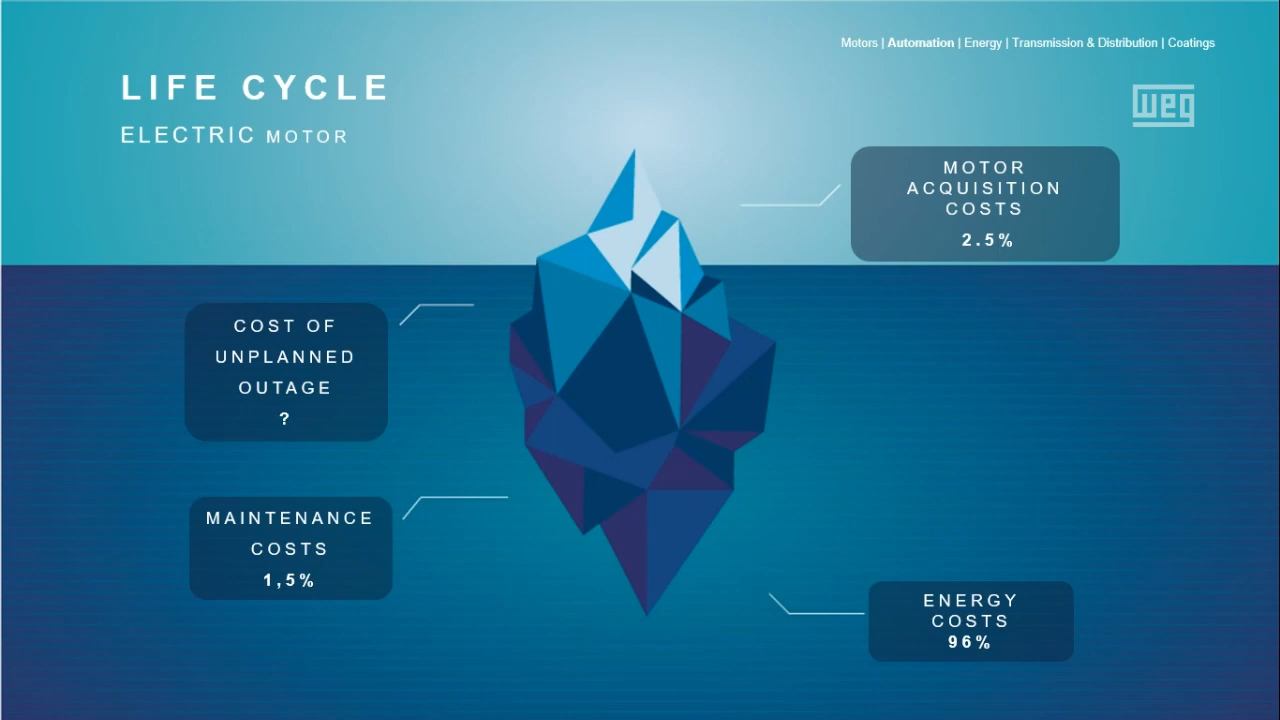 Motors | Automation | Energy | Transmission & Distribution | Coatings
LIFE CYCLE
ELECTRIC MOTOR
weg
MOTOR
ACQUISITION
COSTS
2.5%
COST OF
UNPLANNED
OUTAGE
?
MAINTENANCE
COSTS
1,5%
ENERGY
COSTS
96%